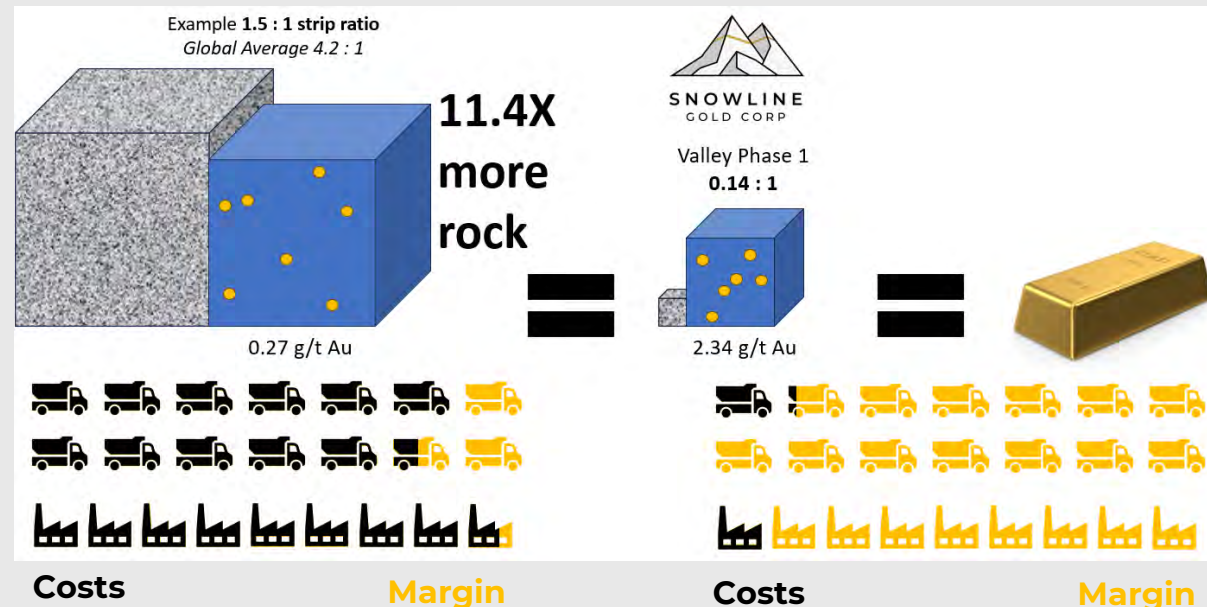 Example 1.5 : 1 strip ratio
Global Average 4.2 : 1
11.4X
more
rock
0.27 g/t Au
SNOWLINE
GOLD CORP
Valley Phase 1
0.14 : 1
2.34 g/t Au
Costs
Margin
Costs
Margin